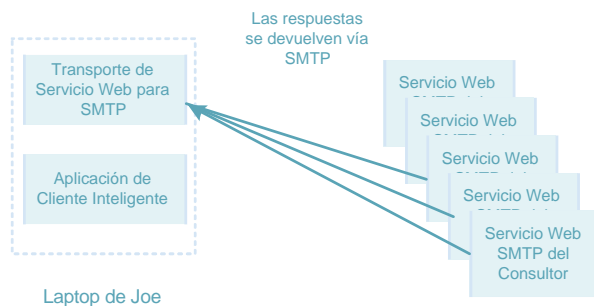 Las respuestas
se devuelven vía
SMTP
Transporte de
Servicio Web para
SMTP
Aplicación de
Cliente Inteligente
Laptop de Joe
Servicio Web
Servicio Web
Servicio Web
Servicio Web
Servicio Web
SMTP del
Consultor